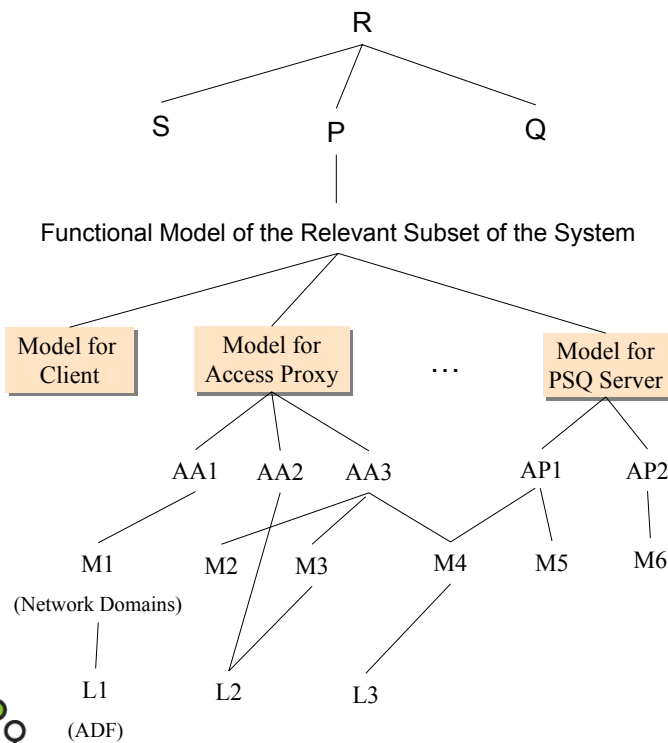 R
S P Q
Functional Model of the Relevant Subset of the System
Model for
Client
Model for
Access Proxy
...
Model for
PSQ Server
AA1 AA2 AA3 AP1 AP2
M1 M2 M3 M4 M5 M6
(Network Domains)
L1 L2 L3
(ADF)